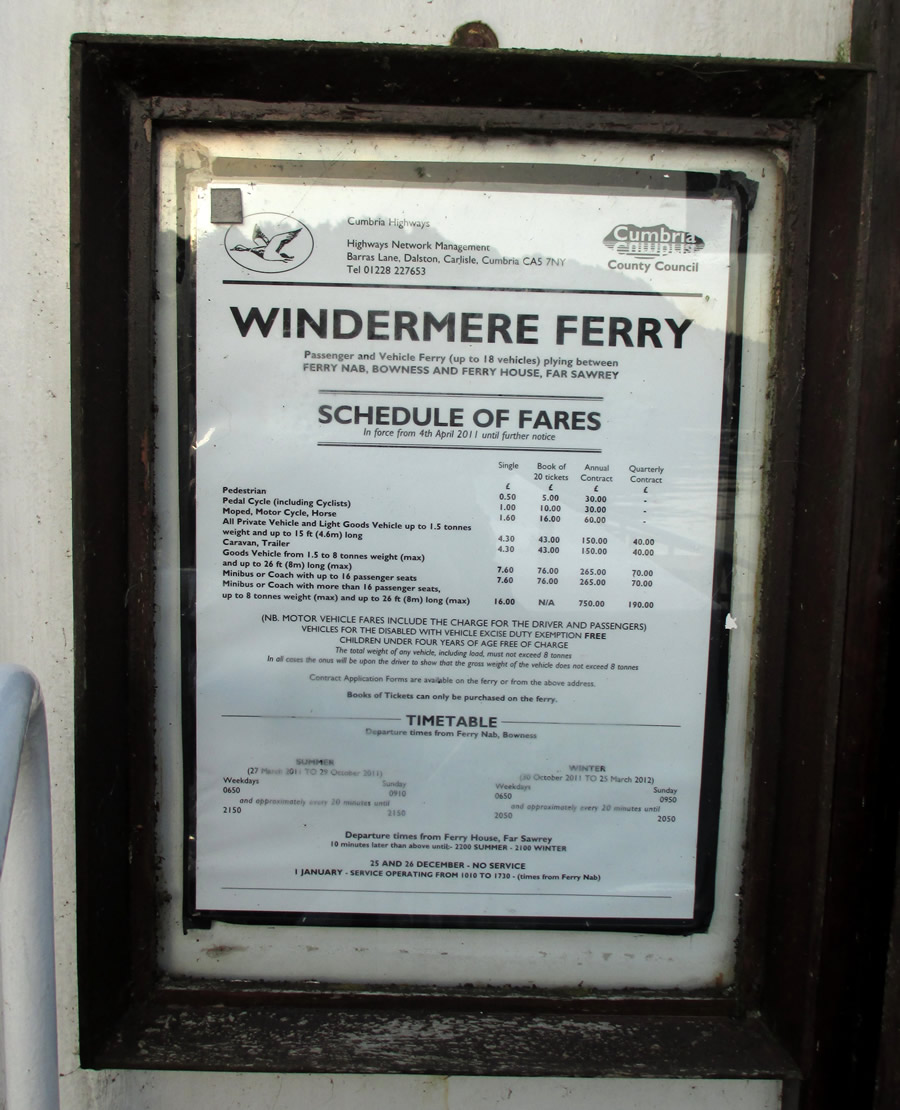 Cumbria Highways
Highways Network Management
Barras Lane, Dalston, Carlisle, Cumbria CA5 7NY
Tel 01228 227653
Cumbria
County Council
WINDERMERE FERRY
Passenger and Vehicle Ferry (up to 18 vehicles) plying between
FERRY NAB, BOWNESS AND FERRY HOUSE, FAR SAWREY
SCHEDULE OF FARES
In force from 4th April 2011 until further notice
Single Book of 20 tickets Annual Contract Quarterly Contract
£ £ £ £
Pedestrian 0.50 5.00 30.00 -
Pedal Cycle (including Cyclists) 1.00 10.00 30.00 -
Moped, Motor Cycle, Horse 1.60 16.00 60.00 -
All Private Vehicle and Light Goods Vehicle up to 1.5 tonnes
weight and up to 15 ft (4.6m) long 4.30 43.00 150.00 40.00
Caravan, Trailer 4.30 43.00 150.00 40.00
Goods Vehicle from 1.5 to 8 tonnes weight (max)
and up to 26 ft (8m) long (max) 7.60 76.00 265.00 70.00
Minibus or Coach with up to 16 passenger seats 7.60 76.00 265.00 70.00
Minibus or Coach with more than 16 passenger seats,
up to 8 tonnes weight (max) and up to 26 ft (8m) long (max) 16.00 N/A 750.00 190.00
(NB. MOTOR VEHICLE FARES INCLUDE THE CHARGE FOR THE DRIVER AND PASSENGERS)
VEHICLES FOR THE DISABLED WITH VEHICLE EXCISE DUTY EXEMPTION FREE
CHILDREN UNDER FOUR YEARS OF AGE FREE OF CHARGE
The total weight of any vehicle, including load, must not exceed 8 tonnes
In all cases the onus will be upon the driver to show that the gross weight of the vehicle does not exceed 8 tonnes
Contract Application Forms are available on the ferry or from the above address.
Books of Tickets can only be purchased on the ferry.
TIMETABLE
Departure times from Ferry Nab, Bowness
SUMMER
(27 March 2011 TO 29 October 2011)
Weekdays Sunday
0650 0910
and approximately every 20 minutes until
2150 2150
WINTER
(30 October 2011 TO 25 March 2012)
Weekdays Sunday
0650 0950
and approximately every 20 minutes until
2050 2050
Departure times from Ferry House, Far Sawrey
10 minutes later than above until:- 2200 SUMMER - 2100 WINTER
25 AND 26 DECEMBER - NO SERVICE
1 JANUARY - SERVICE OPERATING FROM 1010 TO 1730 - (times from Ferry Nab)